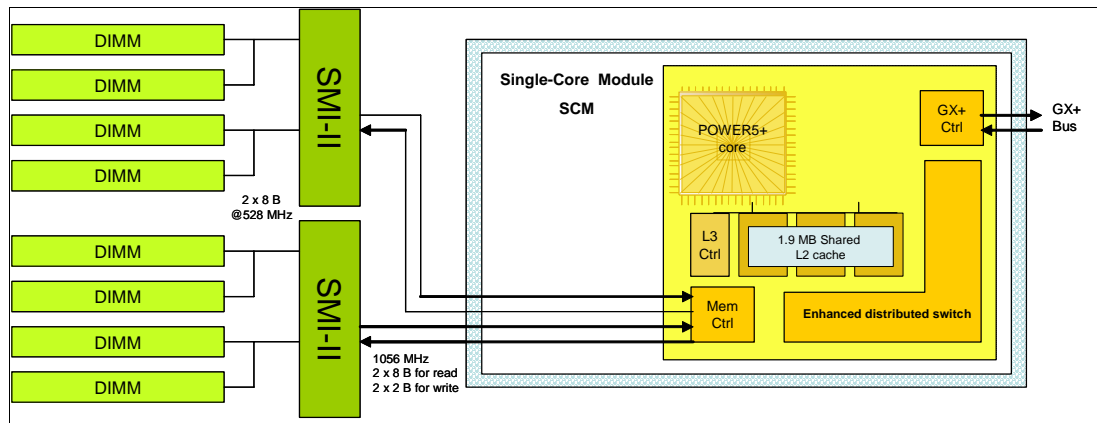 DIMM
DIMM
DIMM
DIMM
SMI-II
2 x 8 B
@528 MHz
DIMM
DIMM
DIMM
DIMM
SMI-II
1056 MHz
2 x 8 B for read
2 x 2 B for write
Single-Core Module
SCM
POWER5+
core
GX+
Ctrl
GX+
Bus
L3
Ctrl
1.9 MB Shared
L2 cache
Mem
Ctrl
Enhanced distributed switch